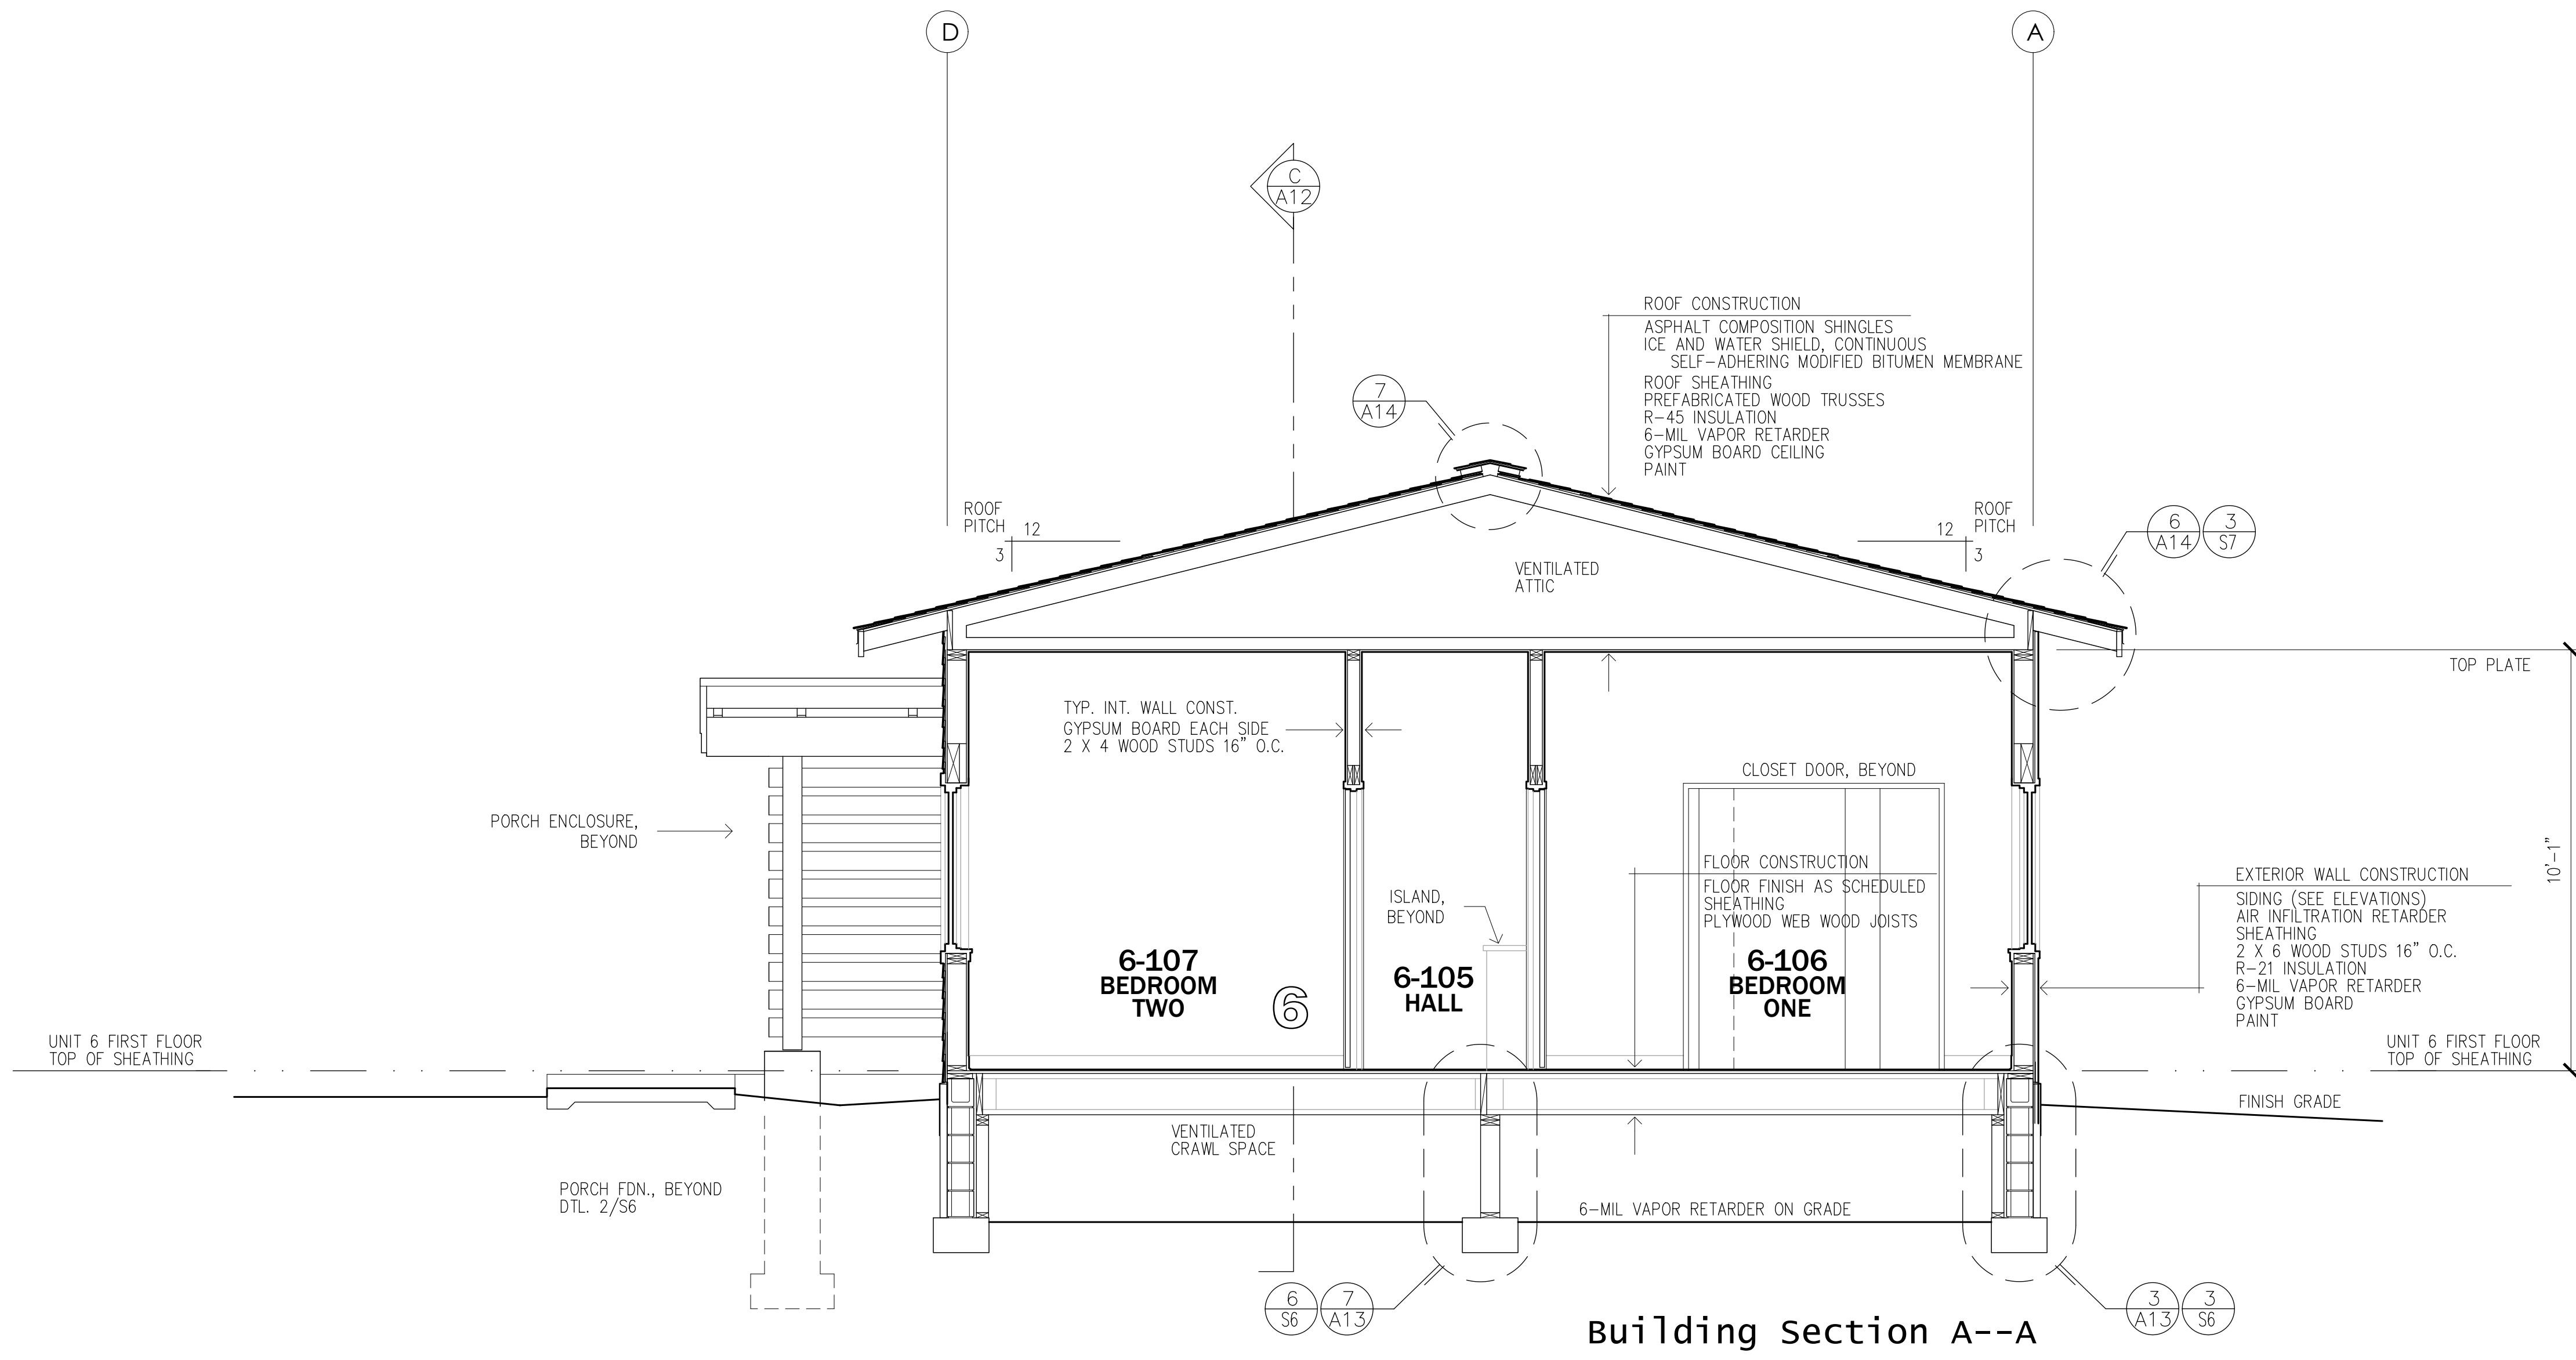 D
A
C
A12
ROOF CONSTRUCTION
ASPHALT COMPOSITION SHINGLES
ICE AND WATER SHIELD, CONTINUOUS
SELF-ADHERING MODIFIED BITUMEN MEMBRANE
ROOF SHEATHING
PREFABRICATED WOOD TRUSSES
R-45 INSULATION
6-MIL VAPOR RETARDER
GYPSUM BOARD CEILING
PAINT
7
A14
ROOF
PITCH
12
3
12
3
ROOF
PITCH
6
A14
3
S7
VENTILATED
ATTIC
TOP PLATE
TYP. INT. WALL CONST.
GYPSUM BOARD EACH SIDE
2 X 4 WOOD STUDS 16" O.C.
CLOSET DOOR, BEYOND
PORCH ENCLOSURE,
BEYOND
10'-1"
FLOOR CONSTRUCTION
FLOOR FINISH AS SCHEDULED
SHEATHING
PLYWOOD WEB WOOD JOISTS
ISLAND,
BEYOND
EXTERIOR WALL CONSTRUCTION
SIDING (SEE ELEVATIONS)
AIR INFILTRATION RETARDER
SHEATHING
2 X 6 WOOD STUDS 16" O.C.
R-21 INSULATION
6-MIL VAPOR RETARDER
GYPSUM BOARD
PAINT
6-107
BEDROOM
TWO
6
6-105
HALL
6-106
BEDROOM
ONE
UNIT 6 FIRST FLOOR
TOP OF SHEATHING
UNIT 6 FIRST FLOOR
TOP OF SHEATHING
FINISH GRADE
VENTILATED
CRAWL SPACE
PORCH FDN., BEYOND
DTL. 2/S6
6-MIL VAPOR RETARDER ON GRADE
6
S6
7
A13
3
A13
3
S6
Building Section A--A